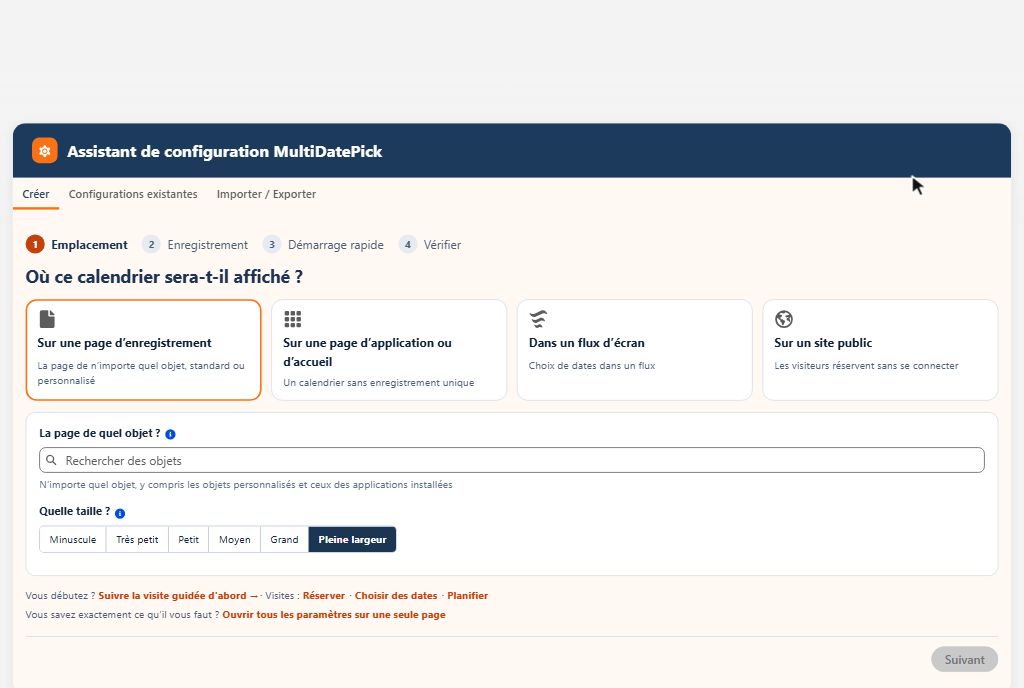 Assistant de configuration MultiDatePick
Créer Configurations existantes Importer / Exporter
1 Emplacement 2 Enregistrement 3 Démarrage rapide 4 Vérifier
Où ce calendrier sera-t-il affiché ?
Sur une page d’enregistrement
La page de n’importe quel objet, standard ou
personnalisé
Sur une page d’application ou
d’accueil
Un calendrier sans enregistrement unique
Dans un flux d’écran
Choix de dates dans un flux
Sur un site public
Les visiteurs réservent sans se connecter
La page de quel objet ?
Rechercher des objets
N’importe quel objet, y compris les objets personnalisés et ceux des applications installées
Quelle taille ?
Minuscule Très petit Petit Moyen Grand Pleine largeur
Vous débutez ? Suivre la visite guidée d’abord → · Visites : Réserver · Choisir des dates · Planifier
Vous savez exactement ce qu’il vous faut ? Ouvrir tous les paramètres sur une seule page
Suivant